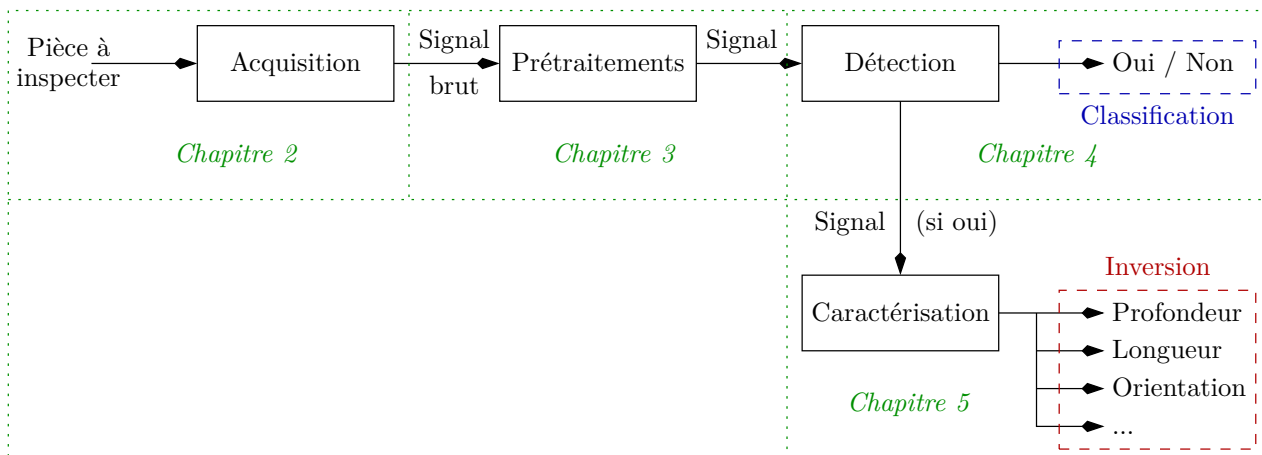 Pièce à
inspecter
Acquisition
Signal
brut
Prétraitements
Signal
Détection
Oui / Non
Classification
Chapitre 2
Chapitre 3
Chapitre 4
Signal
(si oui)
Inversion
Caractérisation
Profondeur
Longueur
Orientation
...
Chapitre 5